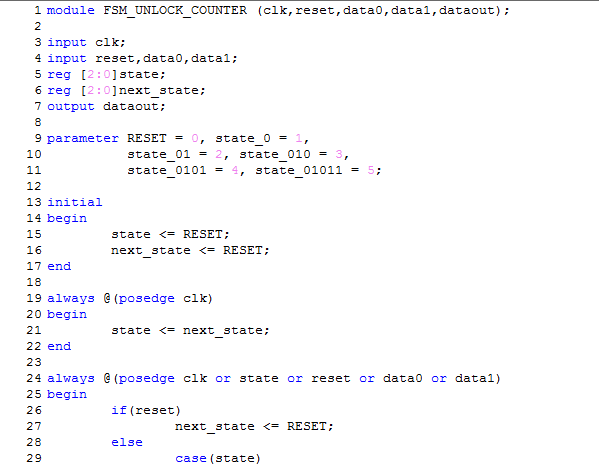 1 module FSM_UNLOCK_COUNTER (clk,reset,data0,data1,dataout);
2
3 input clk;
4 input reset,data0,data1;
5 reg [2:0]state;
6 reg [2:0]next_state;
7 output dataout;
8
9 parameter RESET = 0, state_0 = 1,
10 state_01 = 2, state_010 = 3,
11 state_0101 = 4, state_01011 = 5;
12
13 initial
14 begin
15 state <= RESET;
16 next_state <= RESET;
17 end
18
19 always @(posedge clk)
20 begin
21 state <= next_state;
22 end
23
24 always @(posedge clk or state or reset or data0 or data1)
25 begin
26 if(reset)
27 next_state <= RESET;
28 else
29 case(state)